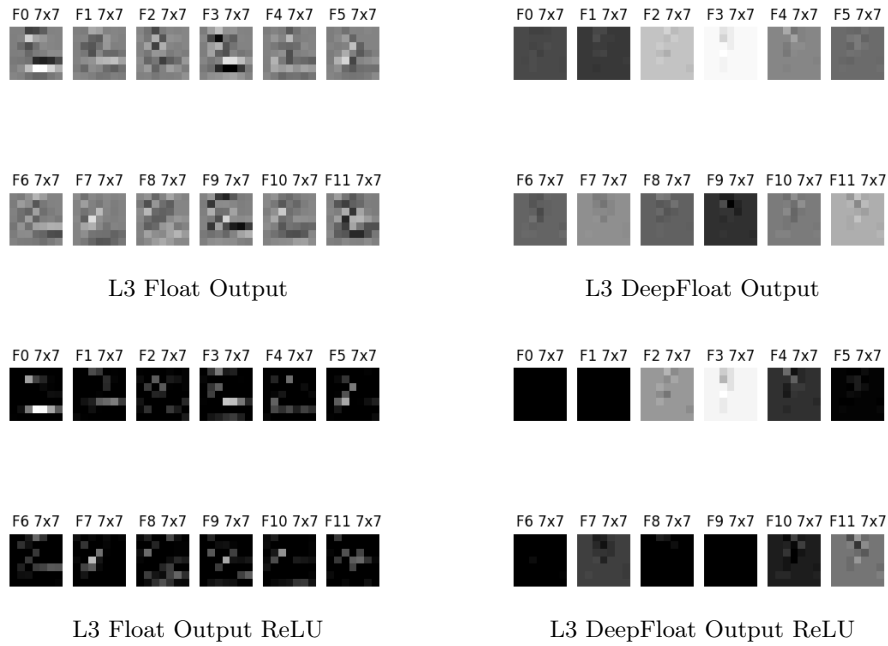 F0 7x7 F1 7x7 F2 7x7 F3 7x7 F4 7x7 F5 7x7
F6 7x7 F7 7x7 F8 7x7 F9 7x7 F10 7x7 F11 7x7
L3 Float Output
F0 7x7 F1 7x7 F2 7x7 F3 7x7 F4 7x7 F5 7x7
F6 7x7 F7 7x7 F8 7x7 F9 7x7 F10 7x7 F11 7x7
L3 DeepFloat Output
F0 7x7 F1 7x7 F2 7x7 F3 7x7 F4 7x7 F5 7x7
F6 7x7 F7 7x7 F8 7x7 F9 7x7 F10 7x7 F11 7x7
L3 Float Output ReLU
F0 7x7 F1 7x7 F2 7x7 F3 7x7 F4 7x7 F5 7x7
F6 7x7 F7 7x7 F8 7x7 F9 7x7 F10 7x7 F11 7x7
L3 DeepFloat Output ReLU